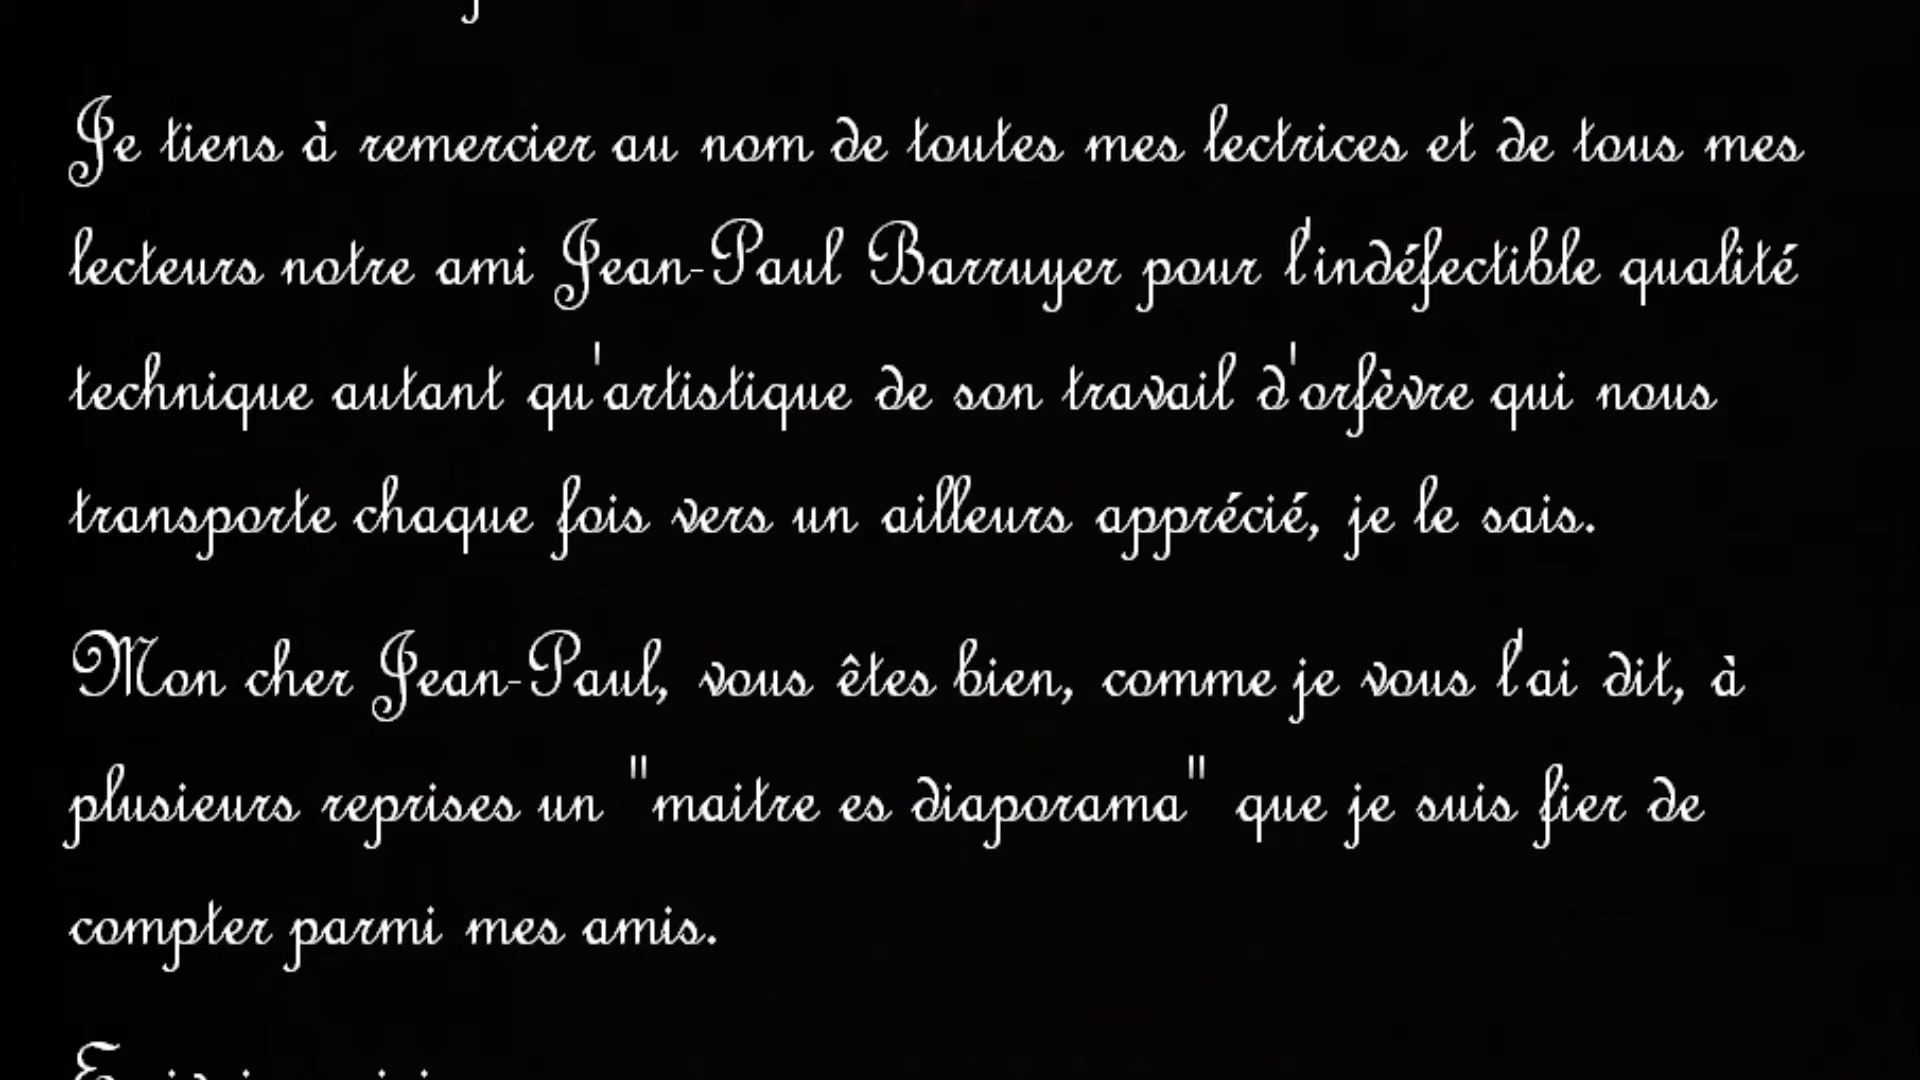 Je tiens à remercier au nom de toutes mes lectrices et de tous mes
lecteurs notre ami Jean-Paul Barruyer pour l'indéfectible qualité
technique autant qu'artistique de son travail d'orfèvre qui nous
transporte chaque fois vers un ailleurs apprécié, je le sais.
Mon cher Jean-Paul, vous êtes bien, comme je vous l'ai dit, à
plusieurs reprises un "maitre es diaporama" que je suis fier de
compter parmi mes amis.